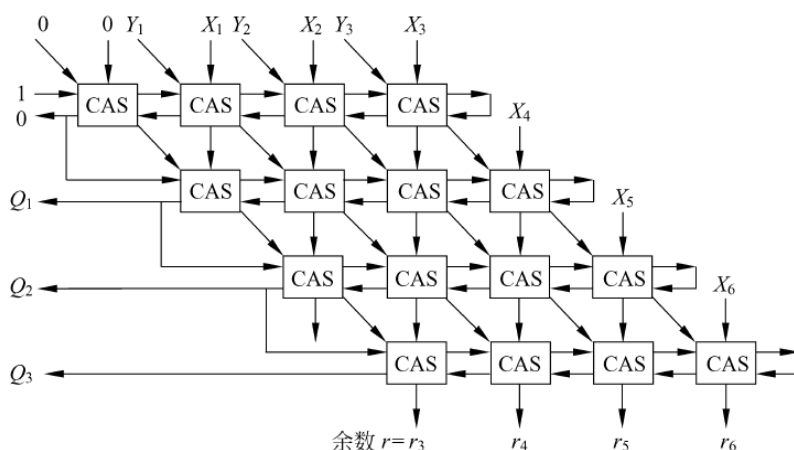 0 0 Y₁ X₁ Y₂ X₂ Y₃ X₃
1 CAS CAS CAS CAS
0
X₄
CAS CAS CAS CAS
Q₁
X₅
CAS CAS CAS CAS
Q₂
X₆
CAS CAS CAS CAS
Q₃
余数 r=r₃ r₄ r₅ r₆